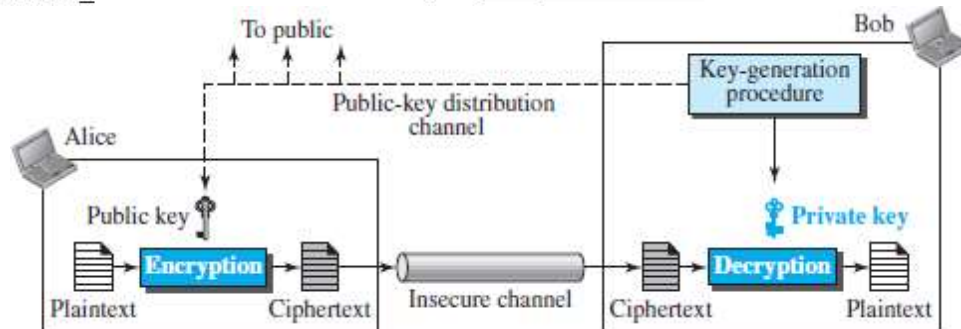 To public
Bob
Key-generation
procedure
Public-key distribution
channel
Alice
Public key
Private key
Encryption
Decryption
Plaintext
Ciphertext
Insecure channel
Ciphertext
Plaintext